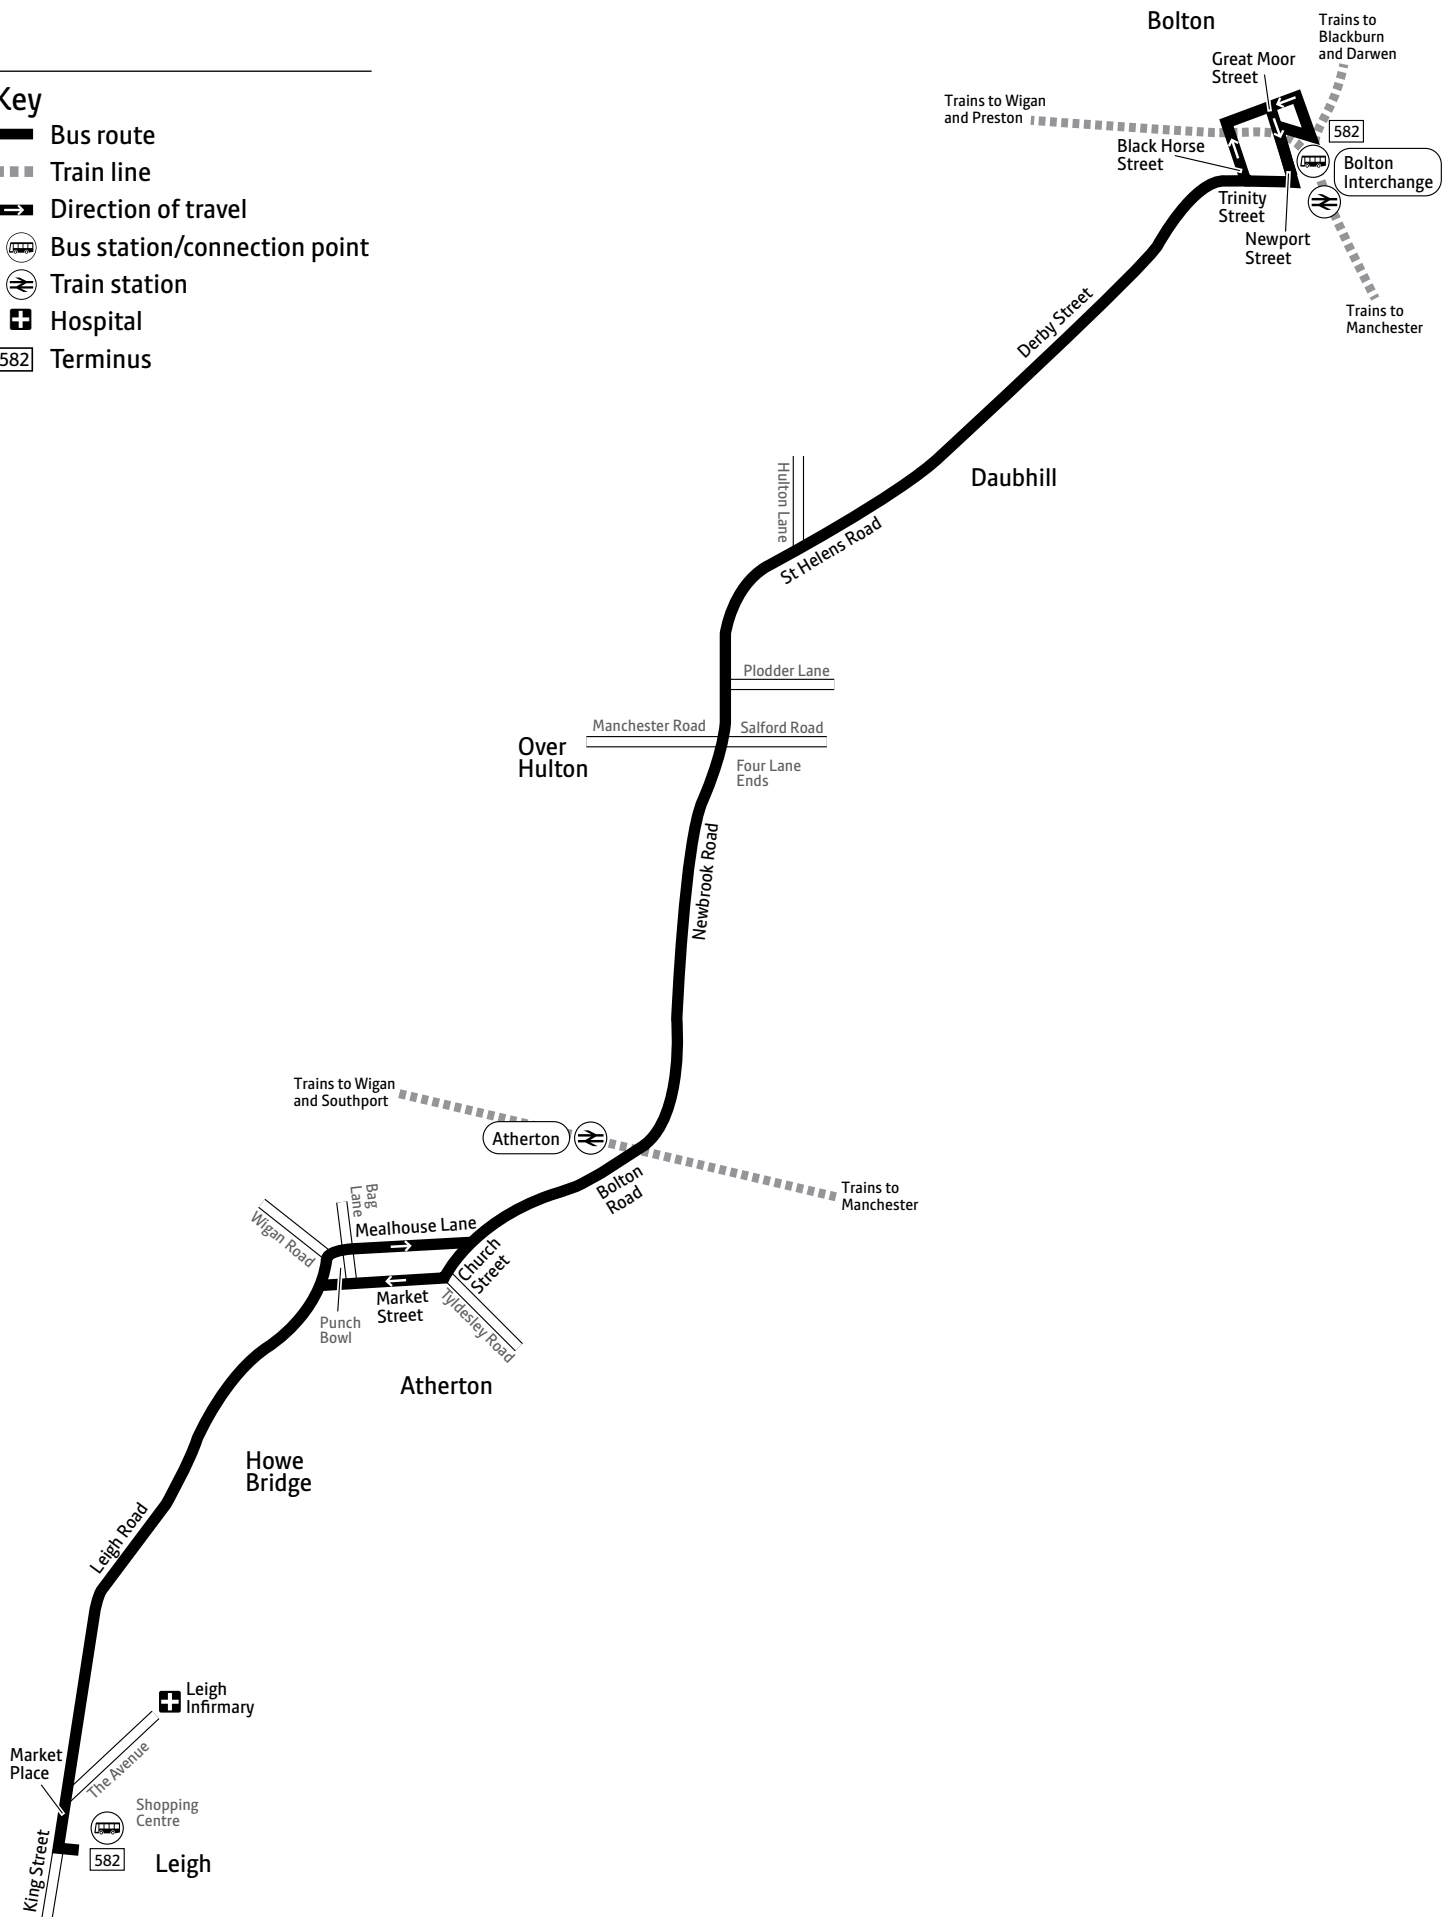 Bolton
Trains to
Blackburn
and Darwen
Great Moor
Street
Key
Bus route
Train line
Direction of travel
Bus station/connection point
Train station
Hospital
582 Terminus
Trains to Wigan
and Preston
582
Black Horse
Street
Bolton
Interchange
Trinity
Street
Newport
Street
Trains to
Manchester
Derby Street
Daubhill
Hulton Lane
St Helens Road
Plodder Lane
Manchester Road
Salford Road
Over
Hulton
Four Lane
Ends
Newbrook Road
Trains to Wigan
and Southport
Atherton
Bolton
Road
Trains to
Manchester
Bag
Lane
Wigan Road
Mealhouse Lane
Church
Street
Market
Street
Tyldesley Road
Punch
Bowl
Atherton
Howe
Bridge
Leigh Road
Leigh
Infirmary
Market
Place
The Avenue
Shopping
Centre
King Street
582
Leigh